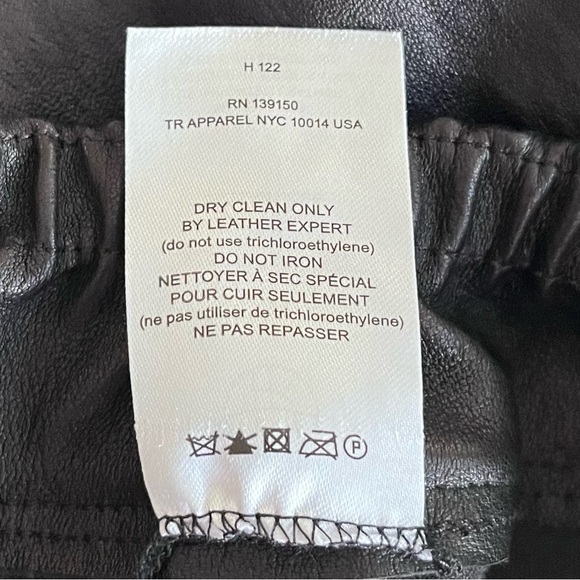 H 122
RN 139150
TR APPAREL NYC 10014 USA
DRY CLEAN ONLY
BY LEATHER EXPERT
(do not use trichloroethylene)
DO NOT IRON
NETTOYER À SEC SPÉCIAL
POUR CUIR SEULEMENT
(ne pas utiliser de trichloroethylene)
NE PAS REPASSER
P